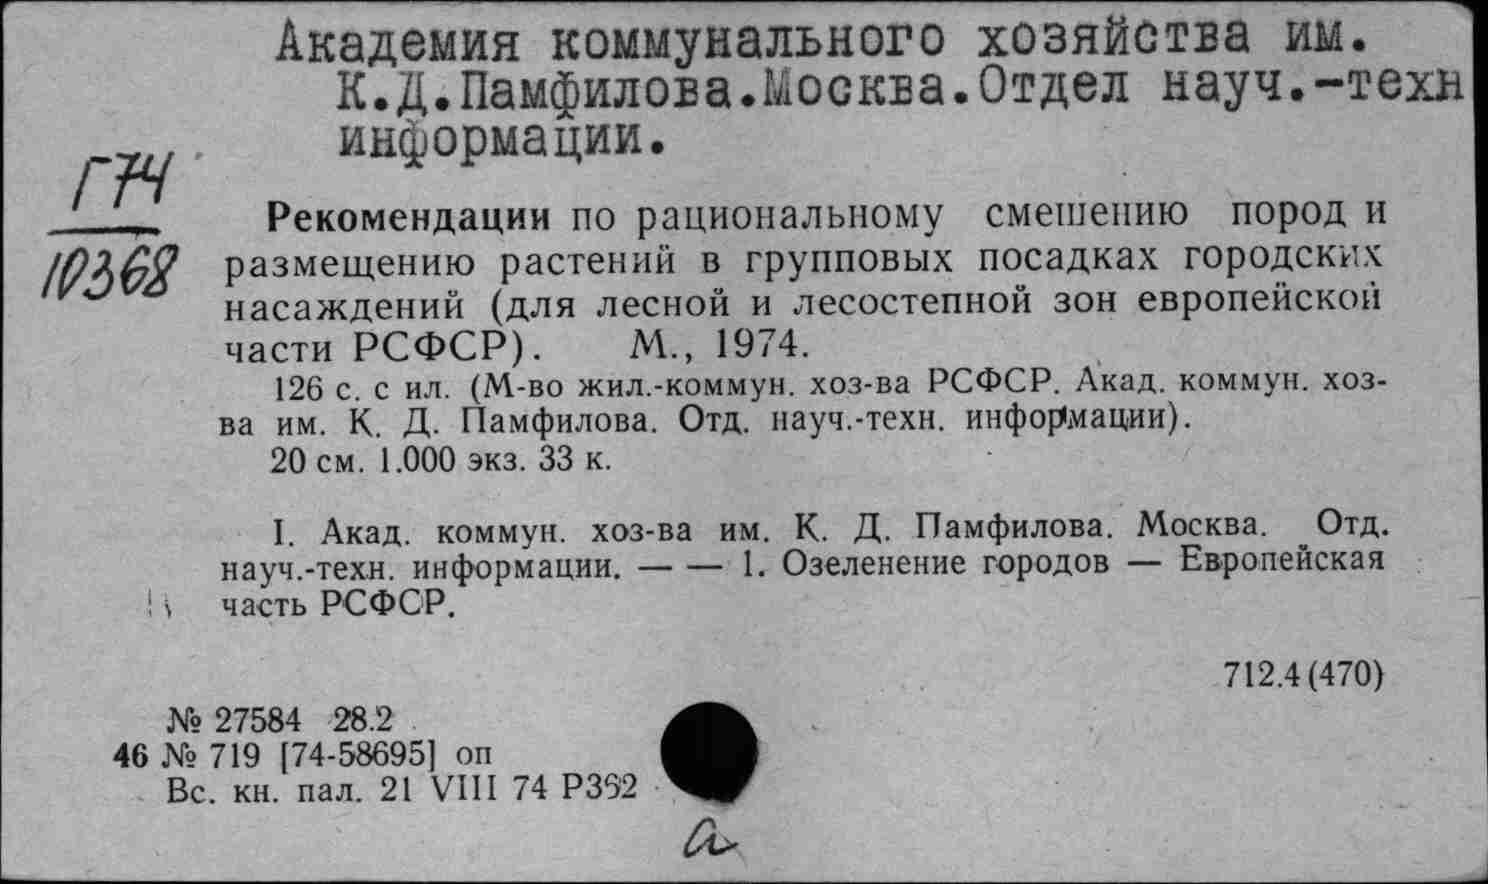 Академия коммунального хозяйства им.
К.Д.Памфилова.Москва.Отдел науч.-техн
информации.
Г74
10368
Рекомендации по рациональному смешению пород и
размещению растений в групповых посадках городских
насаждений (для лесной и лесостепной зон европейской
части РСФСР). М., 1974.
126 с. с ил. (М-во жил.-коммун. хоз-ва РСФСР. Акад. коммун. хоз-
ва им. К. Д. Памфилова. Отд. науч.-техн. информации).
20 см. 1.000 экз. 33 к.
I. Акад. коммун. хоз-ва им. К. Д. Памфилова. Москва. Отд.
науч.-техн. информации. — — 1. Озеленение городов — Европейская
часть РСФСР.
712.4 (470)
№ 27584 28.2
46 № 719 [74-58695] оп
Вс. кн. пал. 21 VIII 74 Р362